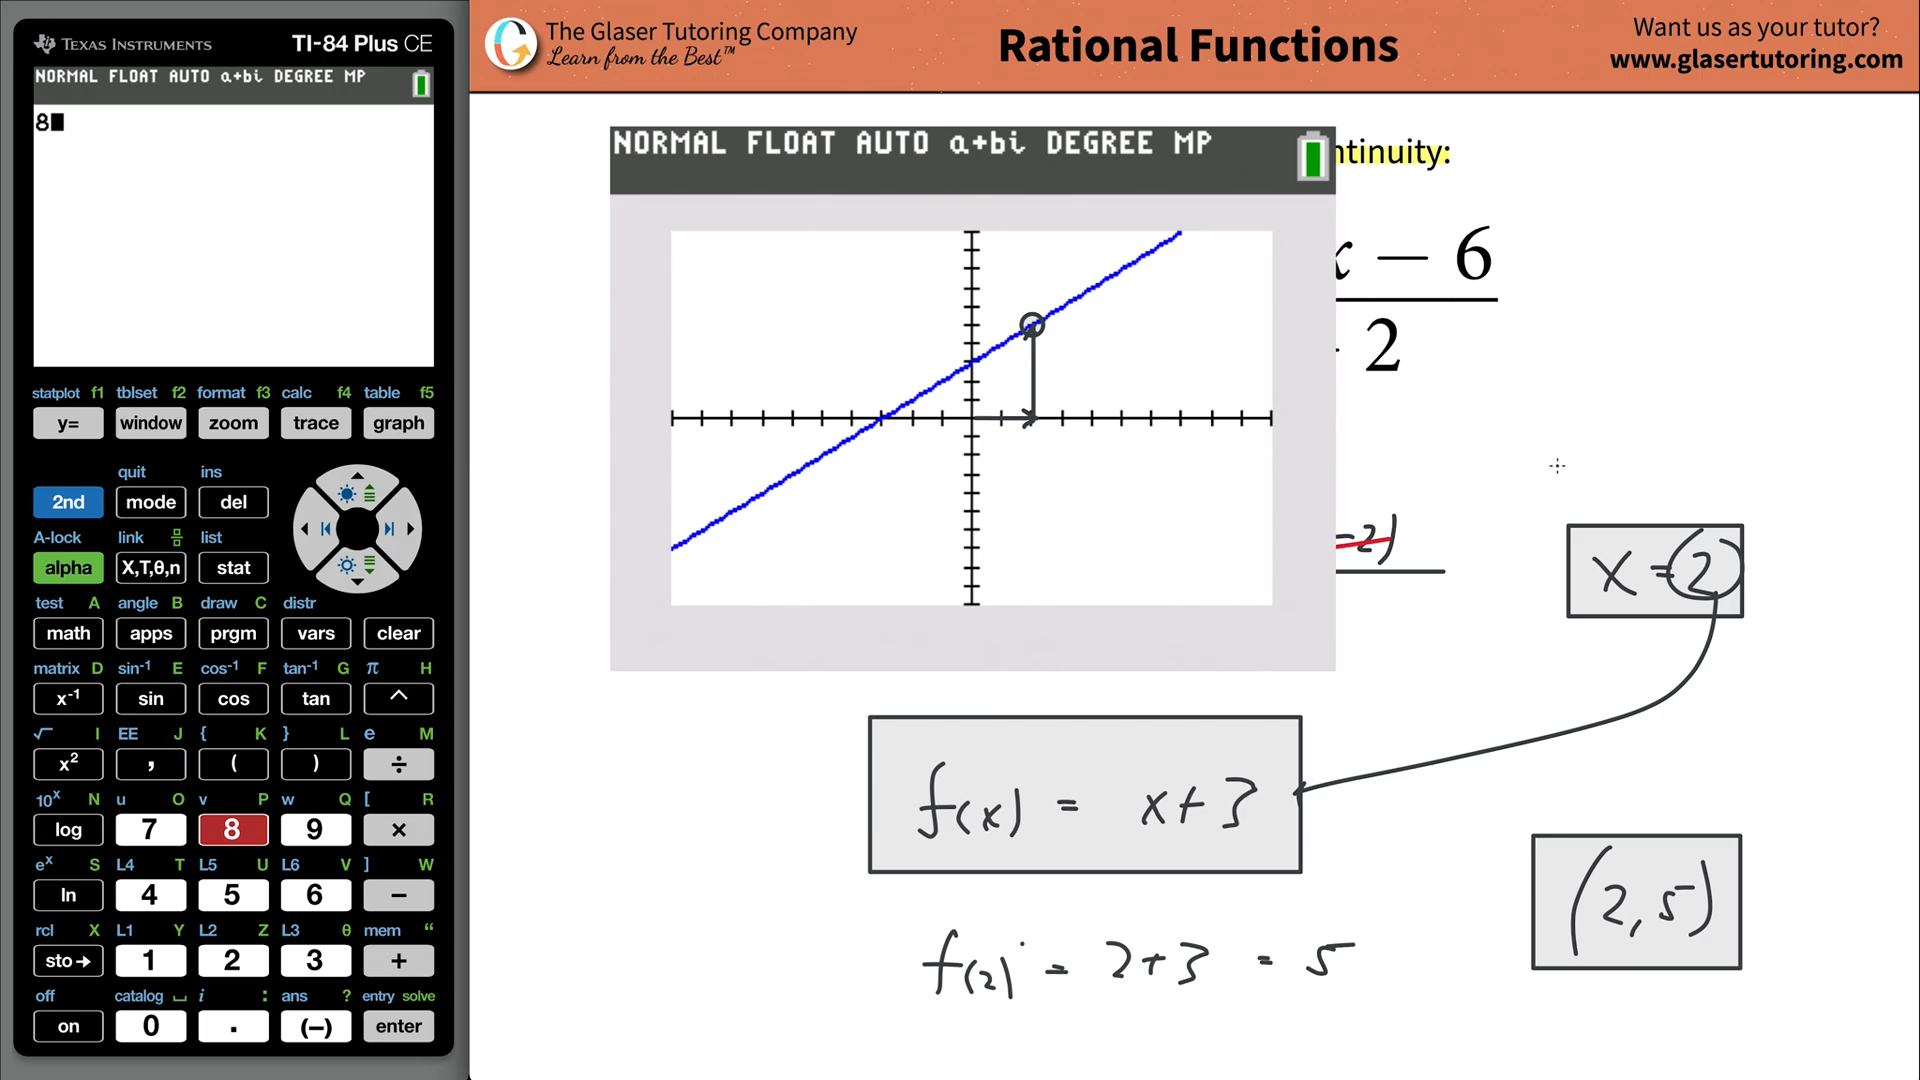 TEXAS INSTRUMENTS TI-84 Plus CE
NORMAL FLOAT AUTO a+bi DEGREE MP
8
statplot f1 tblset f2 format f3 calc f4 table f5
y= window zoom trace graph
quit ins
2nd mode del
A-lock link list
alpha X,T,θ,n stat
test A angle B draw C distr
math apps prgm vars clear
matrix D sin-1 E cos-1 F tan-1 G π H
x-1 sin cos tan ^
√ I EE J { K } L e M
x² , ( ) ÷
10x N u O v P w Q [ R
log 7 8 9 ×
ex S L4 T L5 U L6 V ] W
ln 4 5 6 −
rcl X L1 Y L2 Z L3 θ mem “
sto→ 1 2 3 +
off catalog ⎵ i : ans ? entry solve
on 0 . (−) enter
The Glaser Tutoring Company
Learn from the Best™
Rational Functions
Want us as your tutor?
www.glasertutoring.com
NORMAL FLOAT AUTO a+bi DEGREE MP
ntinuity:
x − 6
2
-2)
x = 2
f(x) = x+3
(2,5)
f(2) = 2+3 = 5